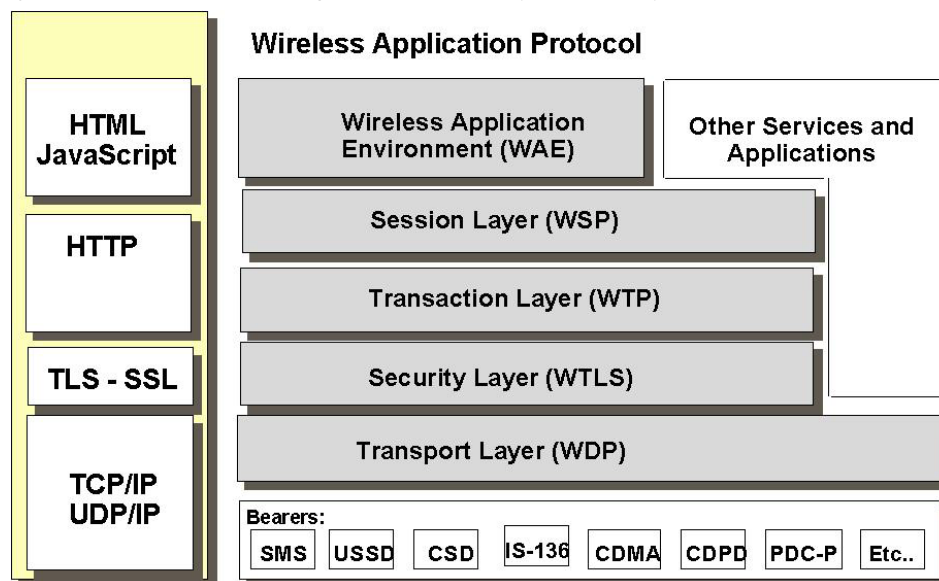 Wireless Application Protocol
HTML
JavaScript
HTTP
TLS - SSL
TCP/IP
UDP/IP
Wireless Application
Environment (WAE)
Other Services and
Applications
Session Layer (WSP)
Transaction Layer (WTP)
Security Layer (WTLS)
Transport Layer (WDP)
Bearers:
SMS USSD CSD IS-136 CDMA CDPD PDC-P Etc..